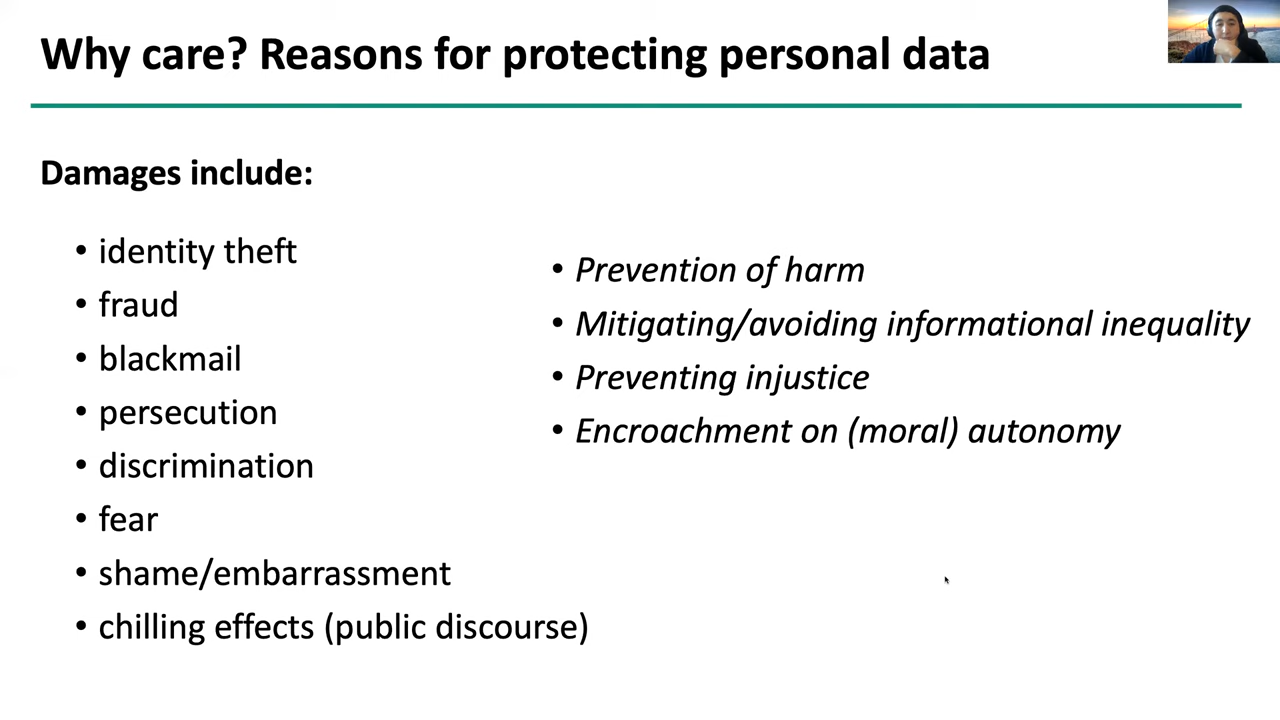 Why care? Reasons for protecting personal data
Damages include:
• identity theft
• fraud
• blackmail
• persecution
• discrimination
• fear
• shame/embarrassment
• chilling effects (public discourse)
• Prevention of harm
• Mitigating/avoiding informational inequality
• Preventing injustice
• Encroachment on (moral) autonomy